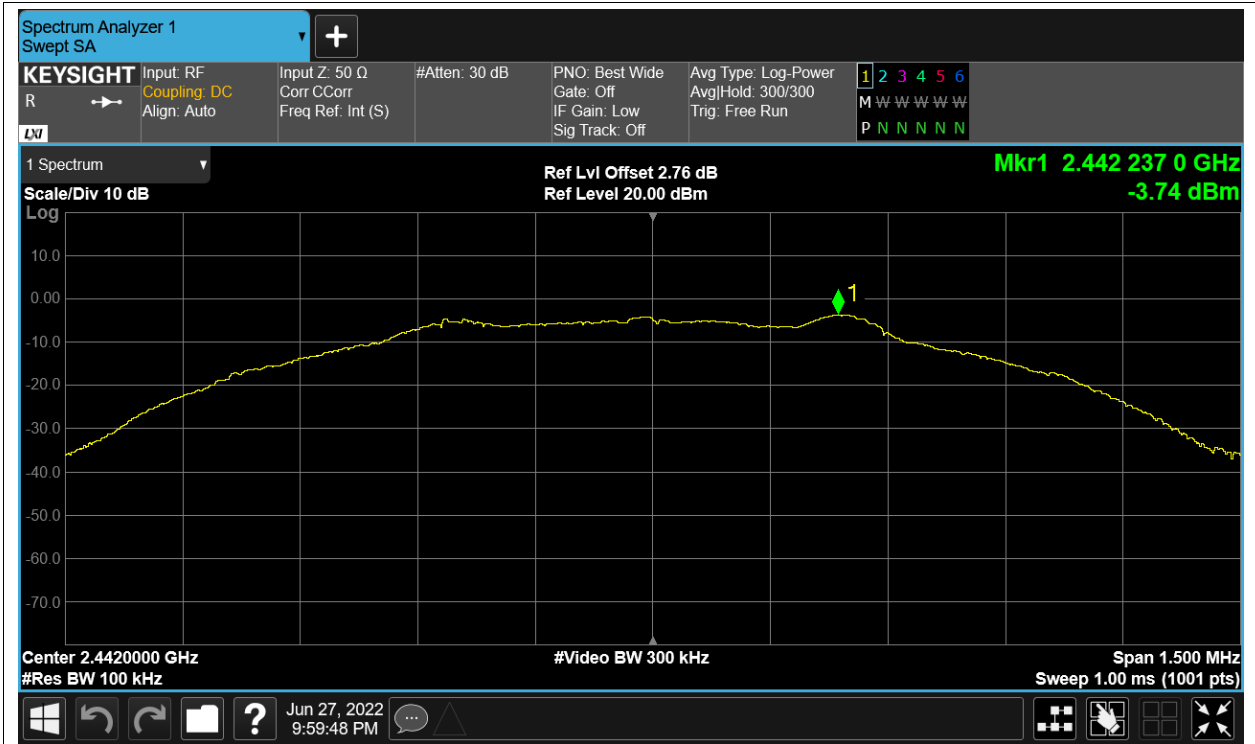 Spectrum Analyzer 1
Swept SA
KEYSIGHT
R
LXI
Input: RF
Coupling: DC
Align: Auto
Input Z: 50 Ω
Corr CCorr
Freq Ref: Int (S)
#Atten: 30 dB
PNO: Best Wide
Gate: Off
IF Gain: Low
Sig Track: Off
Avg Type: Log-Power
Avg|Hold: 300/300
Trig: Free Run
1 2 3 4 5 6
M W W W W W W
P N N N N N
1 Spectrum
Scale/Div 10 dB
Log
Ref Lvl Offset 2.76 dB
Ref Level 20.00 dBm
Mkr1 2.442 237 0 GHz
-3.74 dBm
10.0
0.00
-10.0
-20.0
-30.0
-40.0
-50.0
-60.0
-70.0
1
Center 2.4420000 GHz
#Res BW 100 kHz
#Video BW 300 kHz
Span 1.500 MHz
Sweep 1.00 ms (1001 pts)
?
Jun 27, 2022
9:59:48 PM